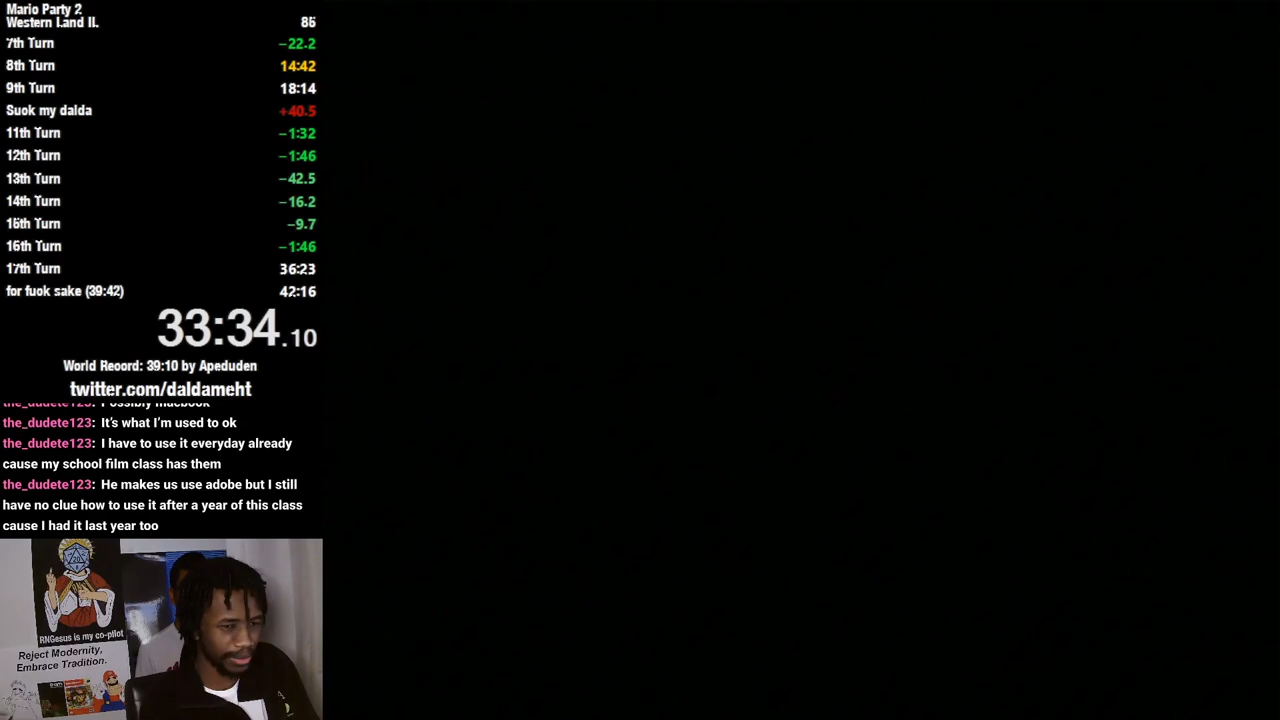 Mario Party 2
Western Land II. 85
7th Turn -22.2
8th Turn 14:42
9th Turn 18:14
Suck my dalda +40.5
11th Turn -1:32
12th Turn -1:46
13th Turn -42.5
14th Turn -16.2
15th Turn -9.7
16th Turn -1:46
17th Turn 36:23
for fuck sake (39:42) 42:16
33:34.10
World Record: 39:10 by Apeduden
twitter.com/daldameht
the_dudete123: Possibly macbook
the_dudete123: It's what I'm used to ok
the_dudete123: I have to use it everyday already
cause my school film class has them
the_dudete123: He makes us use adobe but I still
have no clue how to use it after a year of this class
cause I had it last year too
20
RNGesus is my co-pilot
Reject Modernity,
Embrace Tradition.